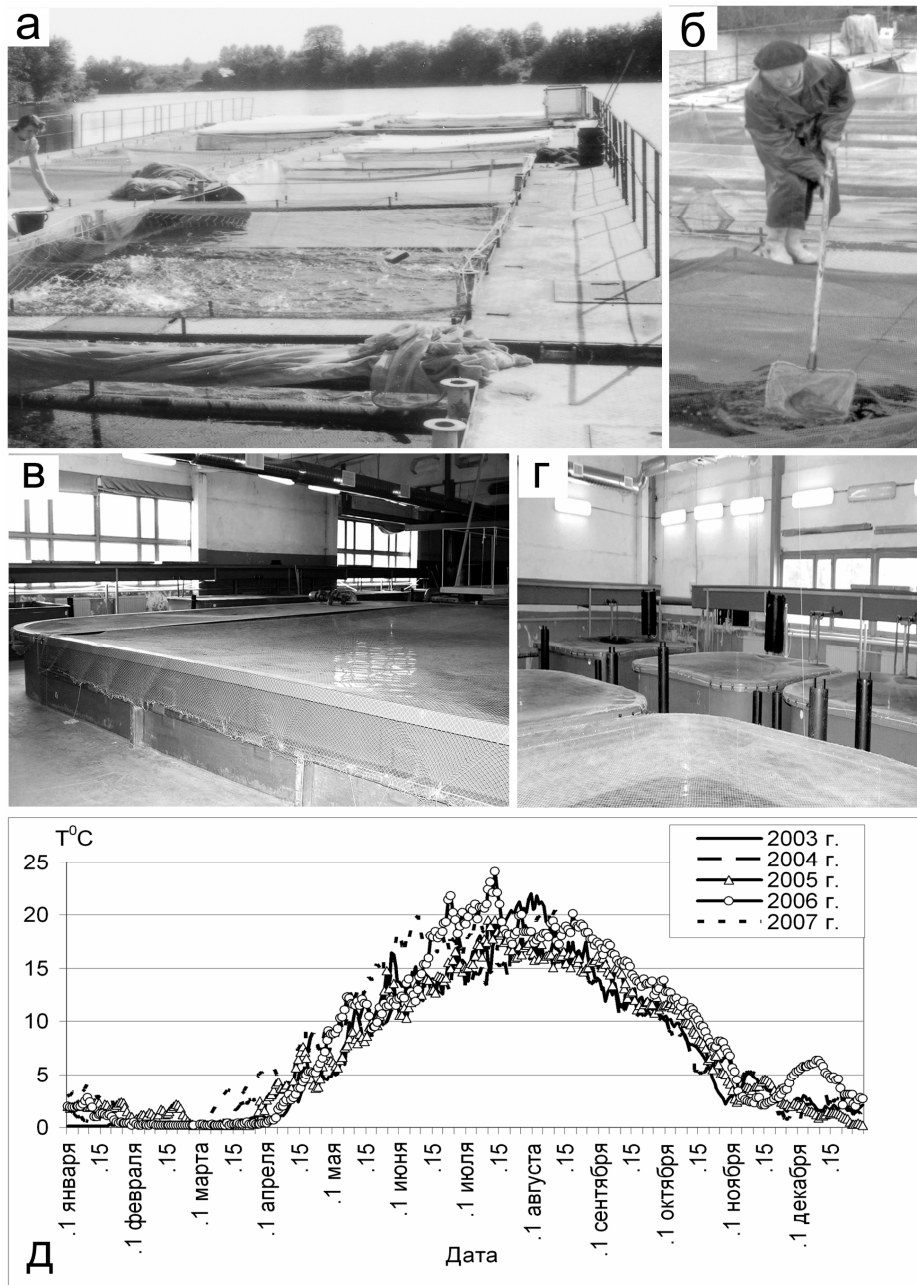 а
б
в
г
T⁰C
2003 г.
2004 г.
2005 г.
2006 г.
2007 г.
25
20
15
10
5
0
.1 января
.15
.1 февраля
.15
.1 марта
.15
.1 апреля
.15
.1 мая
.15
.1 июня
.15
.1 июля
.15
.1 августа
.15
.1 сентября
.15
.1 октября
.15
.1 ноября
.15
.1 декабря
.15
Дата
Д